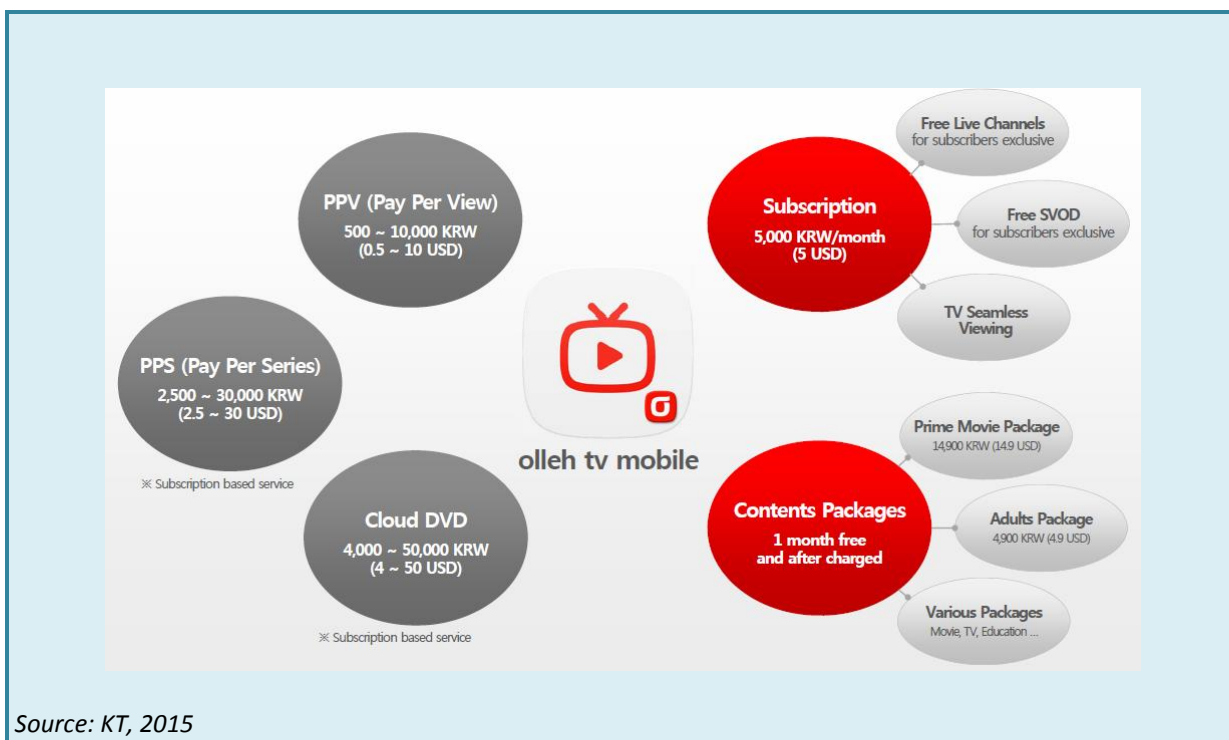 PPV (Pay Per View)
500 ~ 10,000 KRW
(0.5 ~ 10 USD)
PPS (Pay Per Series)
2,500 ~ 30,000 KRW
(2.5 ~ 30 USD)
※ Subscription based service
Cloud DVD
4,000 ~ 50,000 KRW
(4 ~ 50 USD)
※ Subscription based service
olleh tv mobile
Subscription
5,000 KRW/month
(5 USD)
Free Live Channels
for subscribers exclusive
Free SVOD
for subscribers exclusive
TV Seamless
Viewing
Contents Packages
1 month free
and after charged
Prime Movie Package
14,900 KRW (14.9 USD)
Adults Package
4,900 KRW (4.9 USD)
Various Packages
Movie, TV, Education ...
Source: KT, 2015